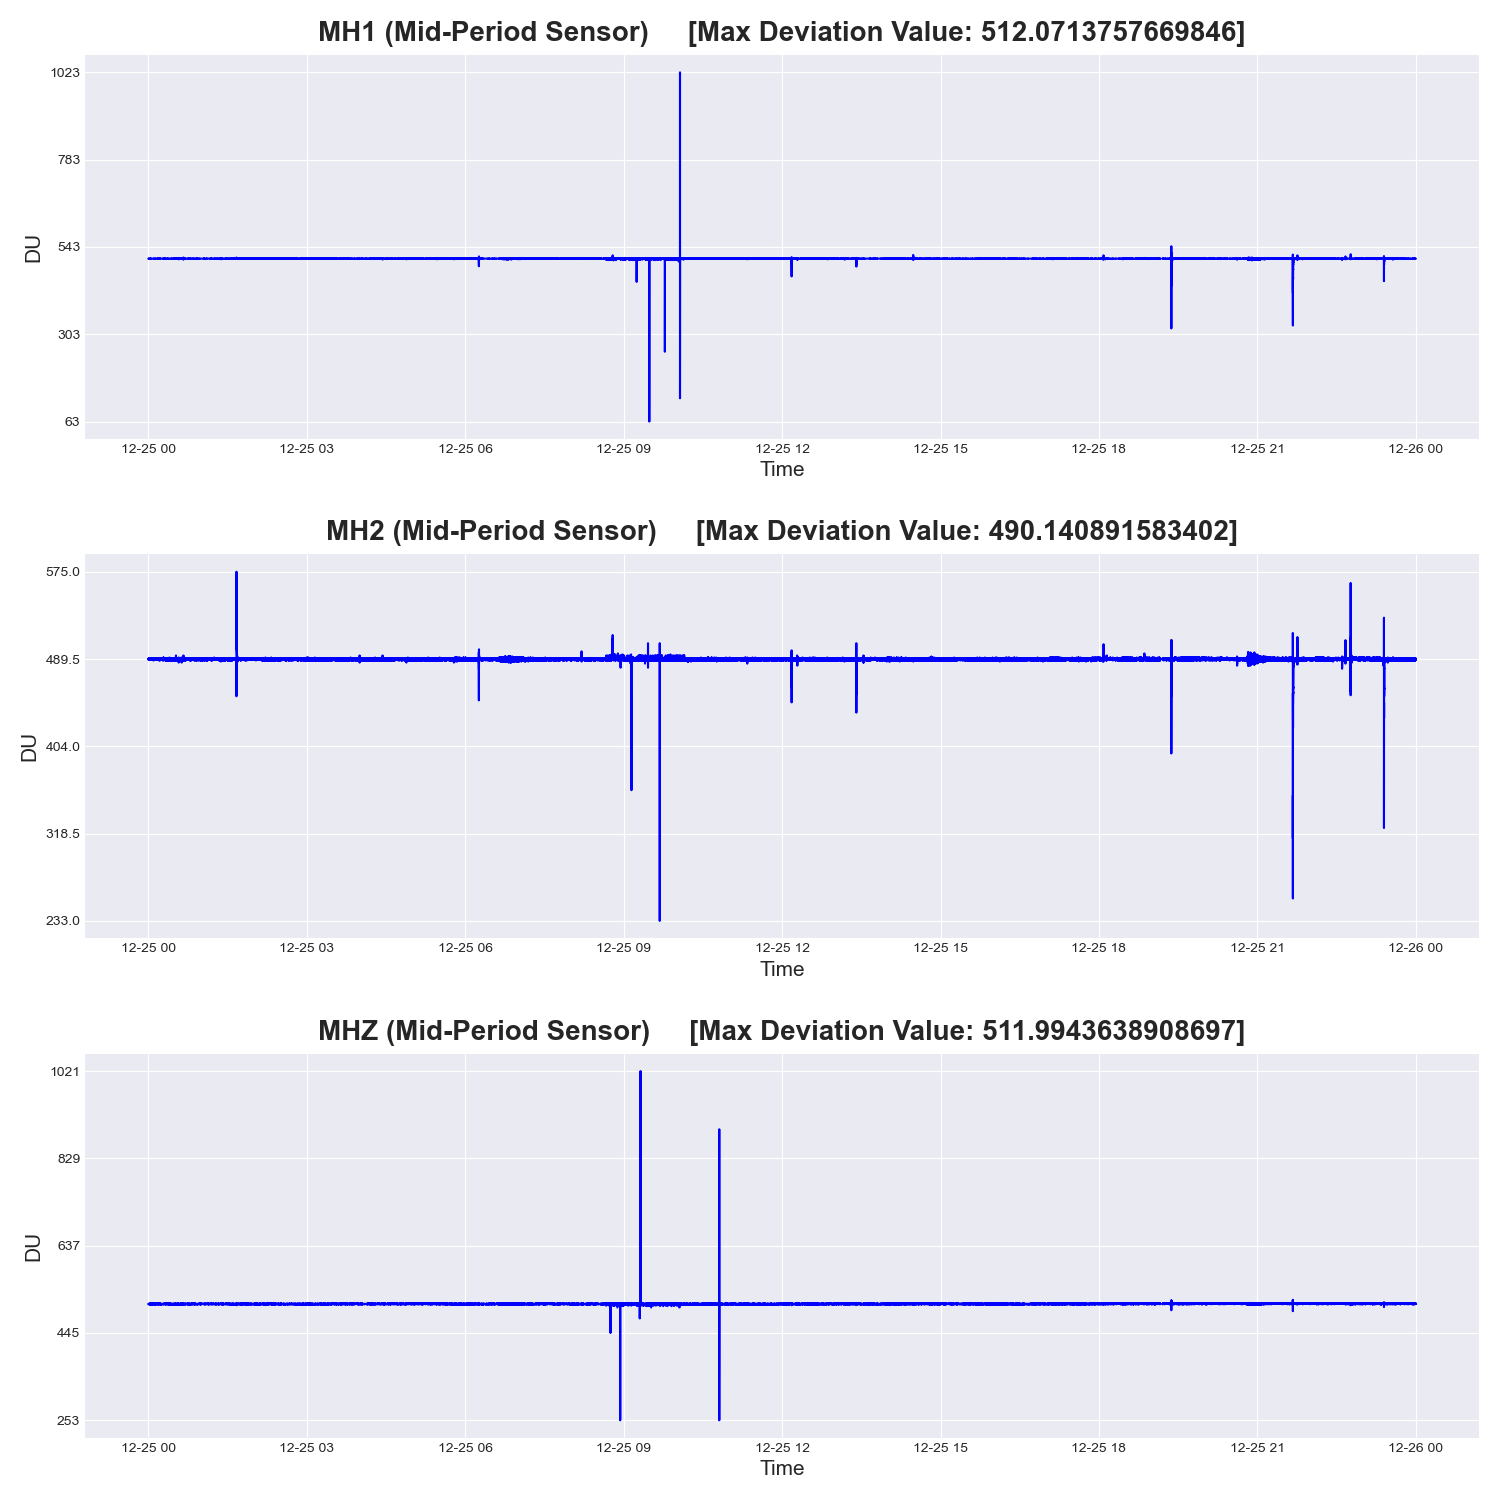 MH1 (Mid-Period Sensor) [Max Deviation Value: 512.0713757669846]
1023
783
543
303
63
DU
12-25 00 12-25 03 12-25 06 12-25 09 12-25 12 12-25 15 12-25 18 12-25 21 12-26 00
Time
MH2 (Mid-Period Sensor) [Max Deviation Value: 490.140891583402]
575.0
489.5
404.0
318.5
233.0
DU
12-25 00 12-25 03 12-25 06 12-25 09 12-25 12 12-25 15 12-25 18 12-25 21 12-26 00
Time
MHZ (Mid-Period Sensor) [Max Deviation Value: 511.9943638908697]
1021
829
637
445
253
DU
12-25 00 12-25 03 12-25 06 12-25 09 12-25 12 12-25 15 12-25 18 12-25 21 12-26 00
Time